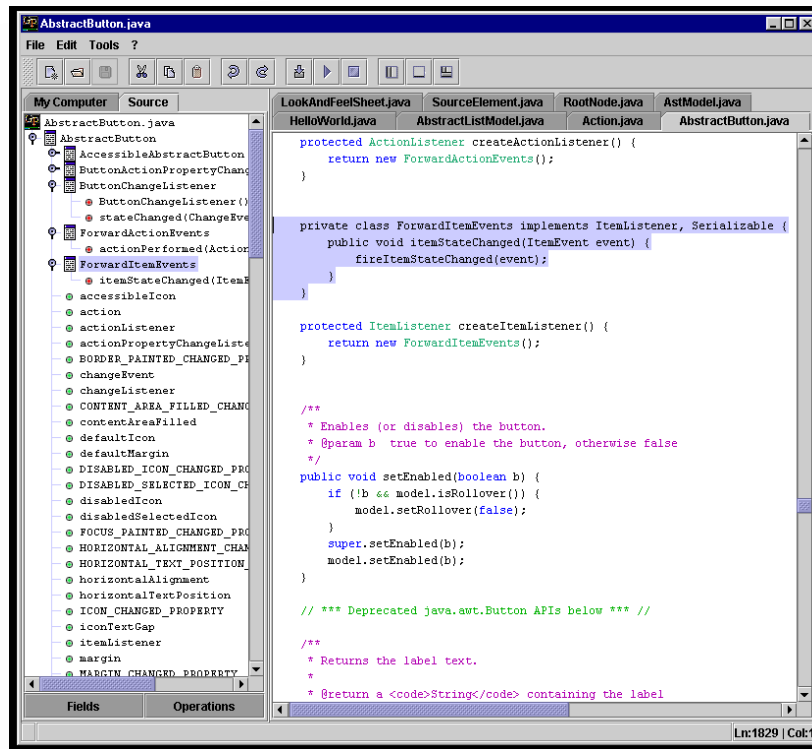 AbstractButton.java
File Edit Tools ?
My Computer Source
AbstractButton.java
AbstractButton
AccessibleAbstractButton
ButtonActionPropertyChang
ButtonChangeListener
ButtonChangeListener()
stateChanged(ChangeEve
ForwardActionEvents
actionPerformed(Action
ForwardItemEvents
itemStateChanged(ItemE
accessibleIcon
action
actionListener
actionPropertyChangeListe
BORDER_PAINTED_CHANGED_PR
changeEvent
changeListener
CONTENT_AREA_FILLED_CHANG
contentAreaFilled
defaultIcon
defaultMargin
DISABLED_ICON_CHANGED_PRO
DISABLED_SELECTED_ICON_CH
disabledIcon
disabledSelectedIcon
FOCUS_PAINTED_CHANGED_PRO
HORIZONTAL_ALIGNMENT_CHAN
HORIZONTAL_TEXT_POSITION_
horizontalAlignment
horizontalTextPosition
ICON_CHANGED_PROPERTY
iconTextGap
itemListener
margin
MARGIN_CHANGED_PROPERTY
Fields Operations
LookAndFeelSheet.java SourceElement.java RootNode.java AstModel.java
HelloWorld.java AbstractListModel.java Action.java AbstractButton.java
protected ActionListener createActionListener() {
return new ForwardActionEvents();
}
private class ForwardItemEvents implements ItemListener, Serializable {
public void itemStateChanged(ItemEvent event) {
fireItemStateChanged(event);
}
}
protected ItemListener createItemListener() {
return new ForwardItemEvents();
}
/**
* Enables (or disables) the button.
* @param b true to enable the button, otherwise false
*/
public void setEnabled(boolean b) {
if (!b && model.isRollover()) {
model.setRollover(false);
}
super.setEnabled(b);
model.setEnabled(b);
}
// *** Deprecated java.awt.Button APIs below *** //
/**
* Returns the label text.
*
* @return a <code>String</code> containing the label
Ln:1829 | Col:1